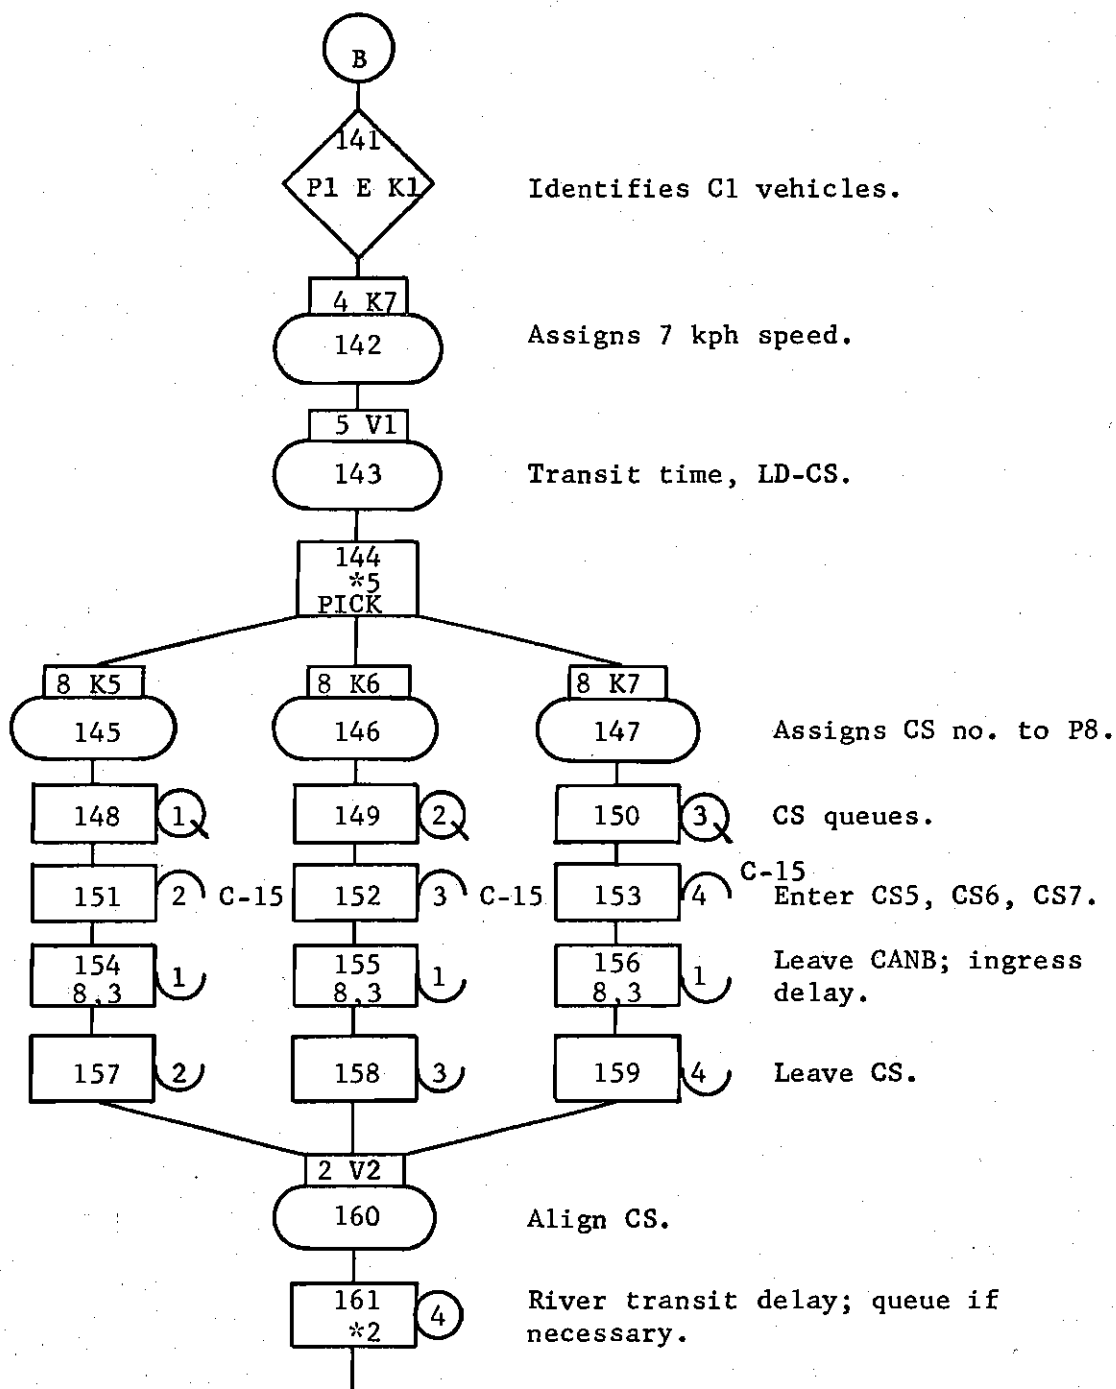 B
141
P1 E K1
Identifies C1 vehicles.
4 K7
142
Assigns 7 kph speed.
5 V1
143
Transit time, LD-CS.
144
*5
PICK
8 K5
8 K6
8 K7
145
146
147
Assigns CS no. to P8.
148
1
149
2
150
3
CS queues.
151
2
C-15
152
3
C-15
153
4
C-15
Enter CS5, CS6, CS7.
154
8,3
1
155
8,3
1
156
8,3
1
Leave CANB; ingress
delay.
157
2
158
3
159
4
Leave CS.
2 V2
160
Align CS.
161
*2
4
River transit delay; queue if
necessary.